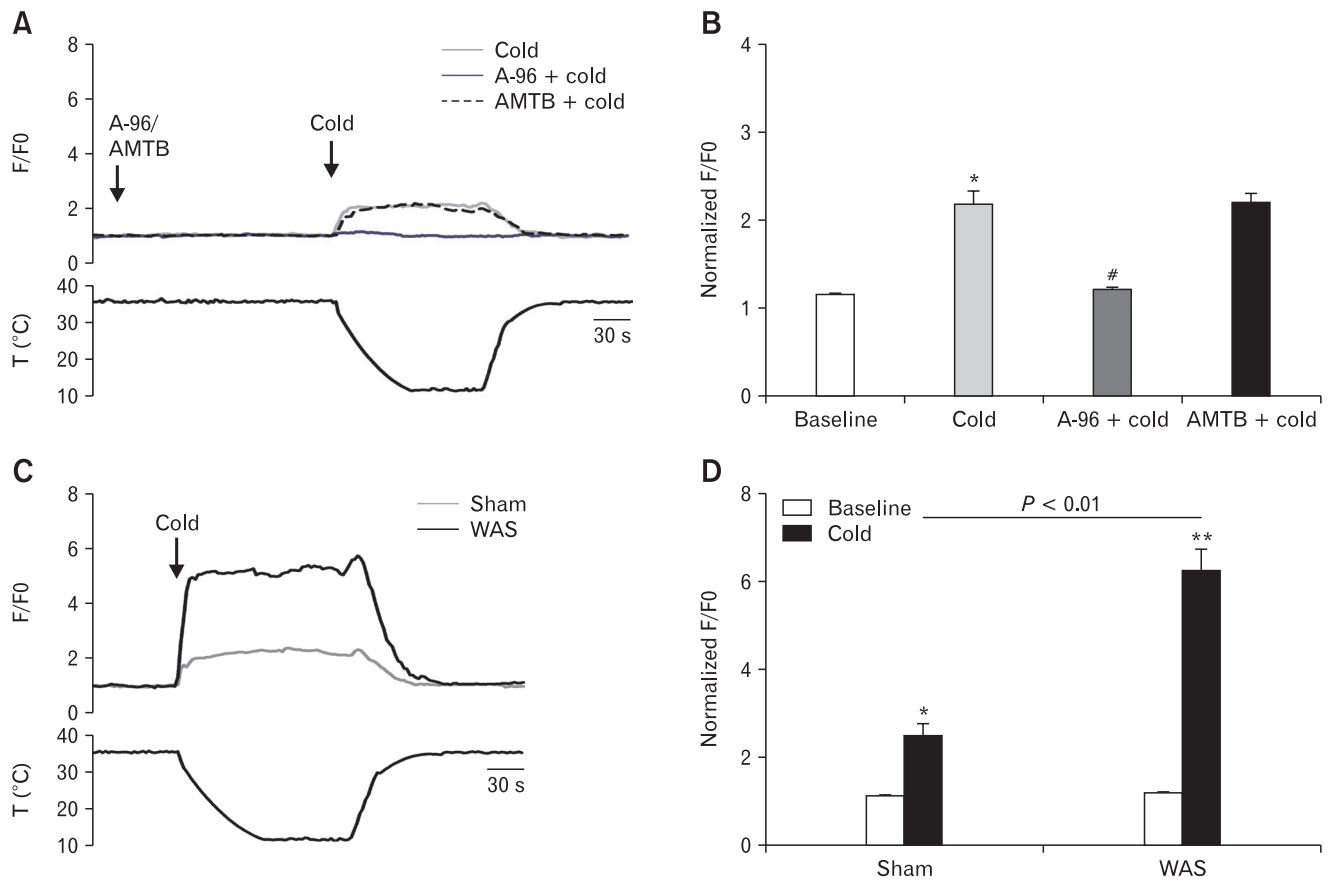 A
8
6
4
2
0
F/F0
A-96/
AMTB
Cold
Cold
A-96 + cold
AMTB + cold
40
30
20
10
T (°C)
30 s
B
4
3
2
1
0
Normalized F/F0
*
#
Baseline
Cold
A-96 + cold
AMTB + cold
C
8
6
4
2
0
F/F0
Cold
Sham
WAS
40
30
20
10
T (°C)
30 s
D
8
6
4
2
0
Normalized F/F0
Baseline
Cold
P < 0.01
*
**
Sham
WAS